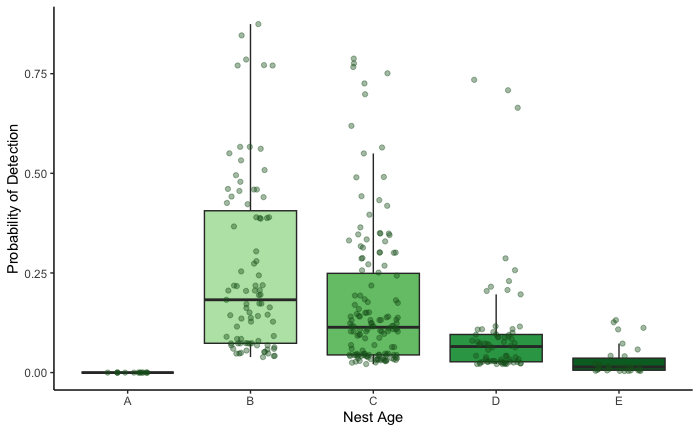 Probability of Detection
0.75
0.50
0.25
0.00
A B C D E
Nest Age